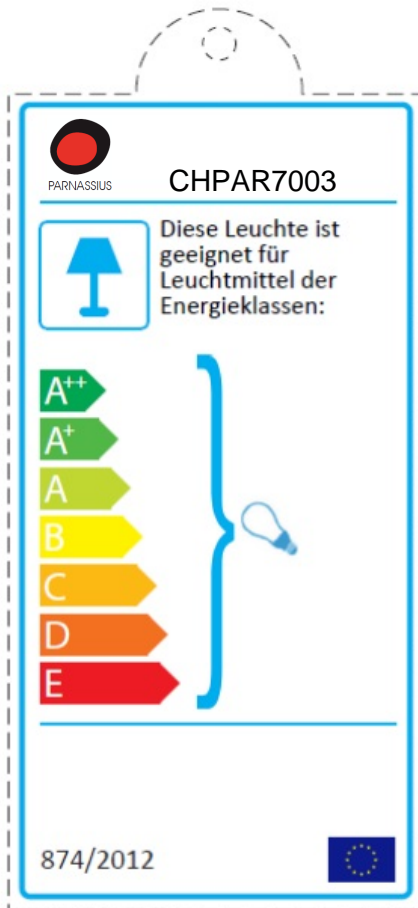 PARNASSIUS
CHPAR7003
Diese Leuchte ist
geeignet für
Leuchtmittel der
Energieklassen:
A++
A+
A
B
C
D
E
874/2012